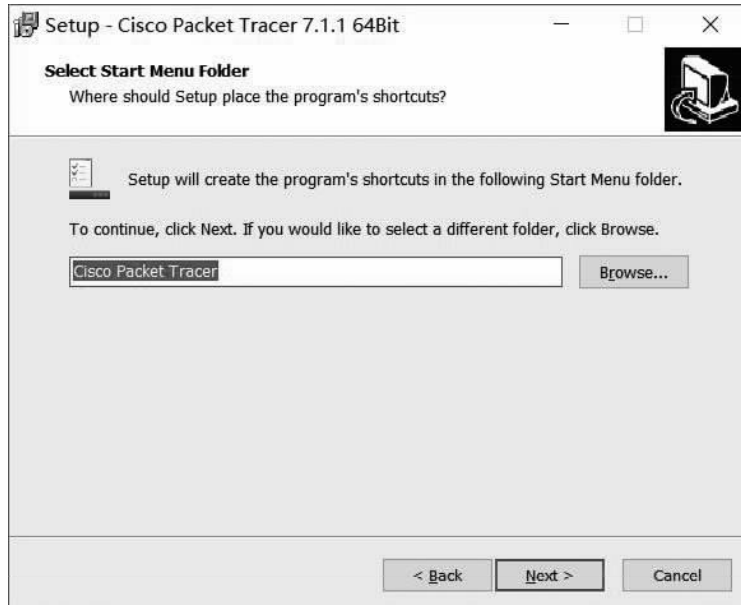 Setup - Cisco Packet Tracer 7.1.1 64Bit
Select Start Menu Folder
Where should Setup place the program's shortcuts?
Setup will create the program's shortcuts in the following Start Menu folder.
To continue, click Next. If you would like to select a different folder, click Browse.
Cisco Packet Tracer
Browse...
< Back
Next >
Cancel